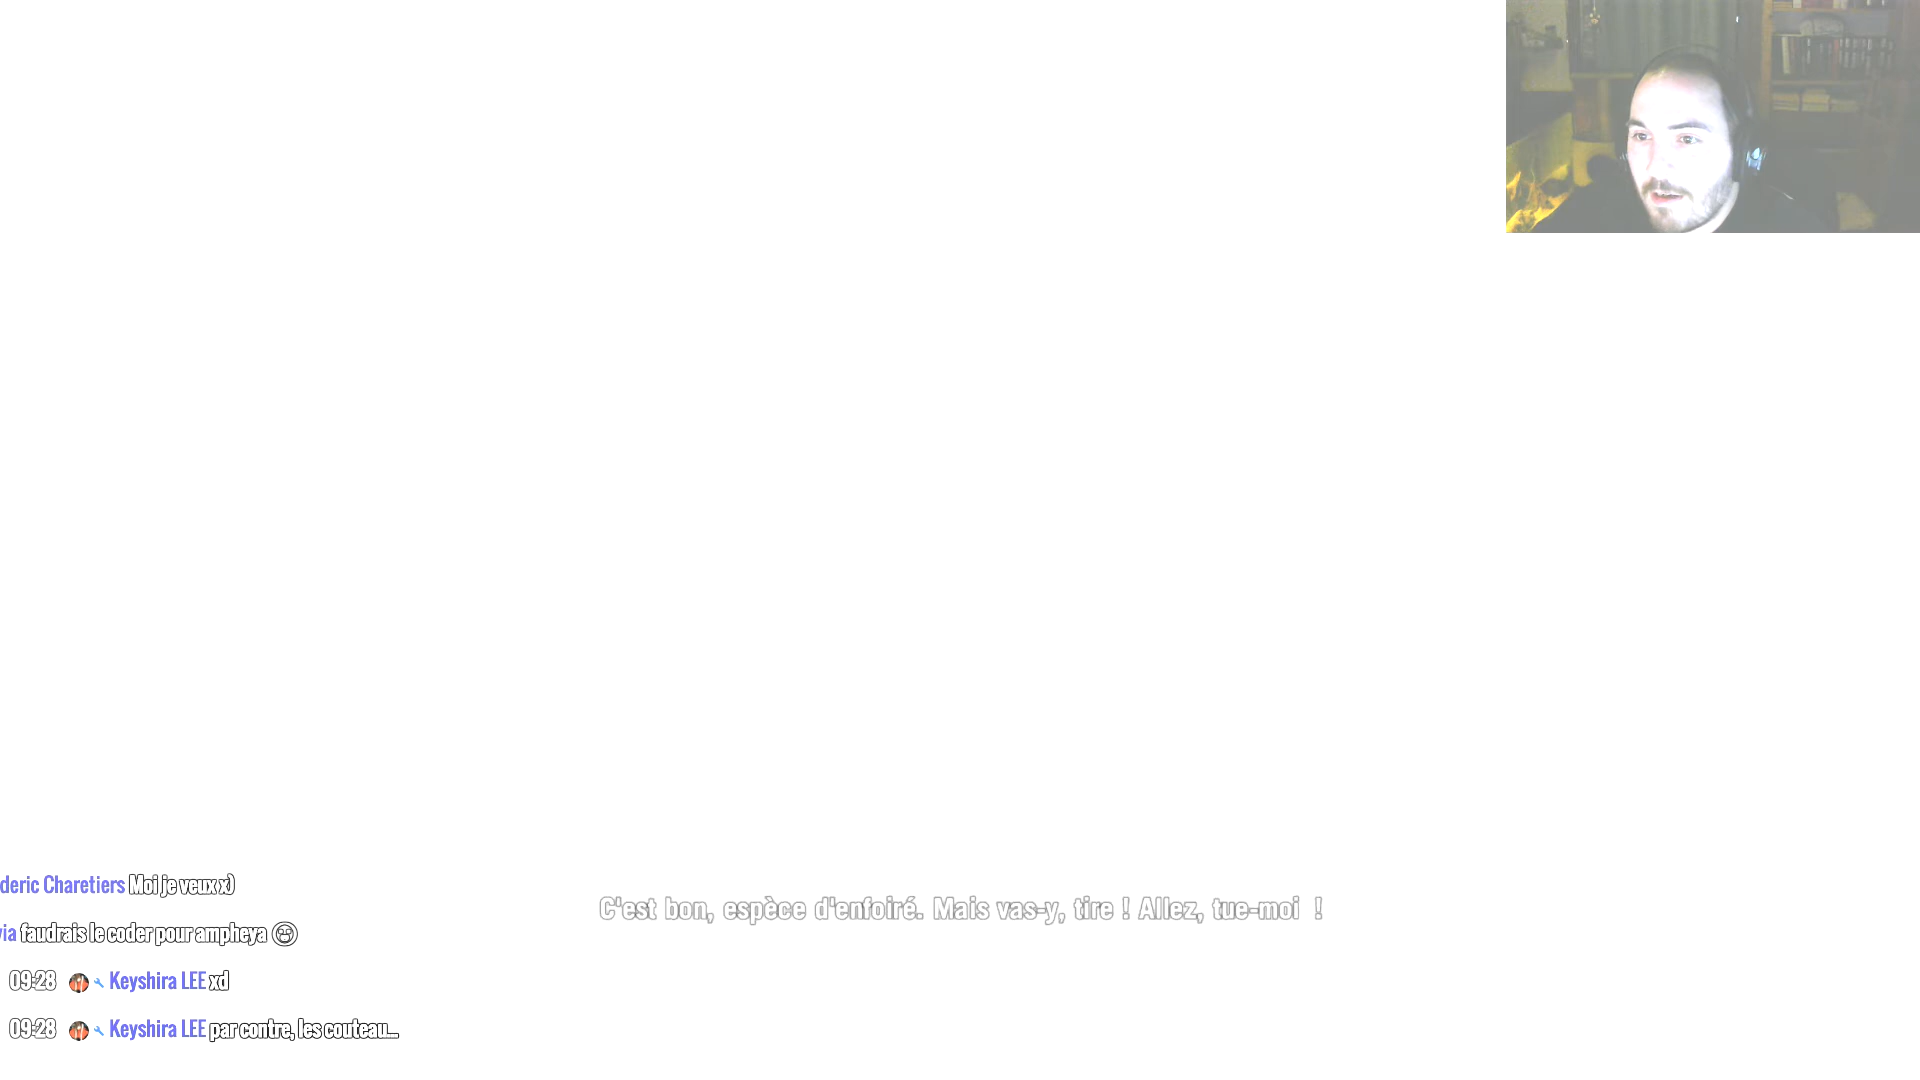 deric Charetiers Moi je veux x)
via faudrais le coder pour ampheya
C'est bon, espèce d'enfoiré. Mais vas-y, tire ! Allez, tue-moi !
09:28 Keyshira LEE xd
09:28 Keyshira LEE par contre, les couteau...